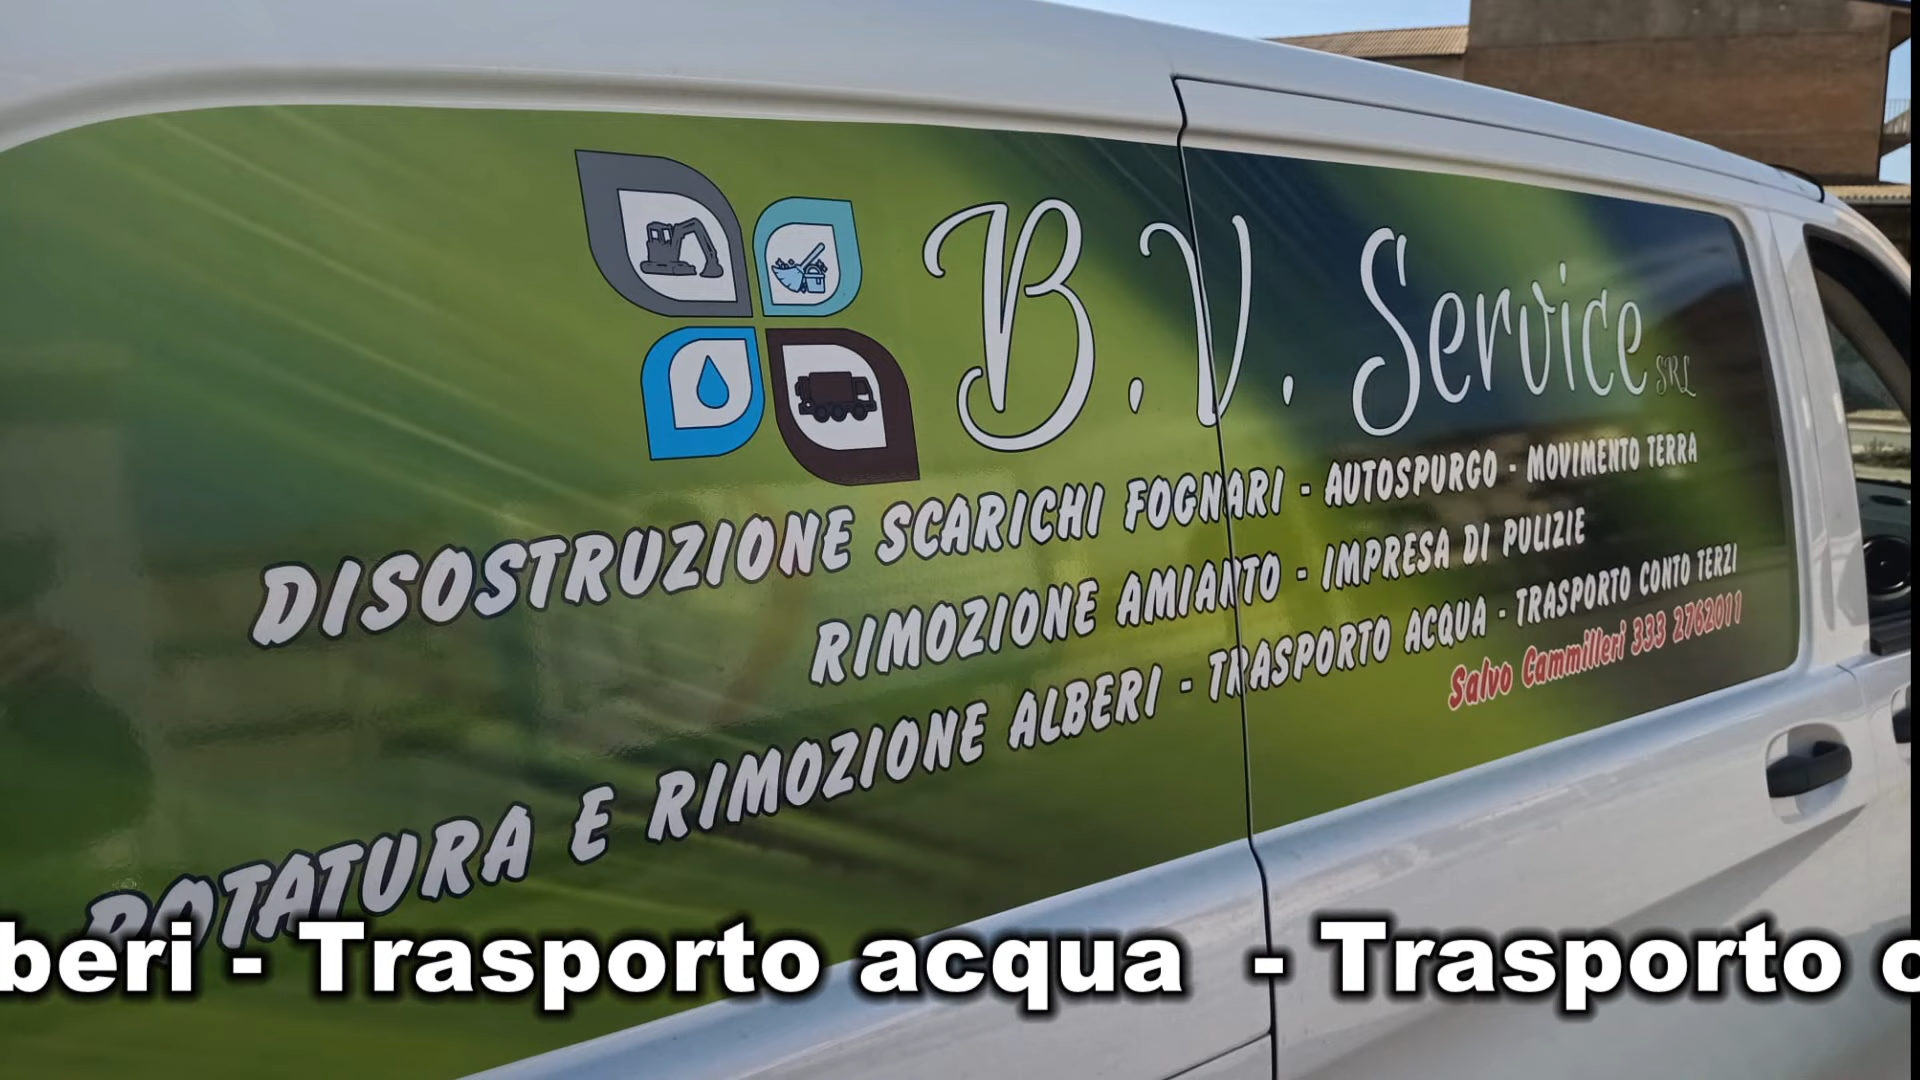 B.V. Service SRL
DISOSTRUZIONE SCARICHI FOGNARI - AUTOSPURGO - MOVIMENTO TERRA
RIMOZIONE AMIANTO - IMPRESA DI PULIZIE
POTATURA E RIMOZIONE ALBERI - TRASPORTO ACQUA - TRASPORTO CONTO TERZI
Salvo Cammilleri 333 2762011
beri - Trasporto acqua - Trasporto c